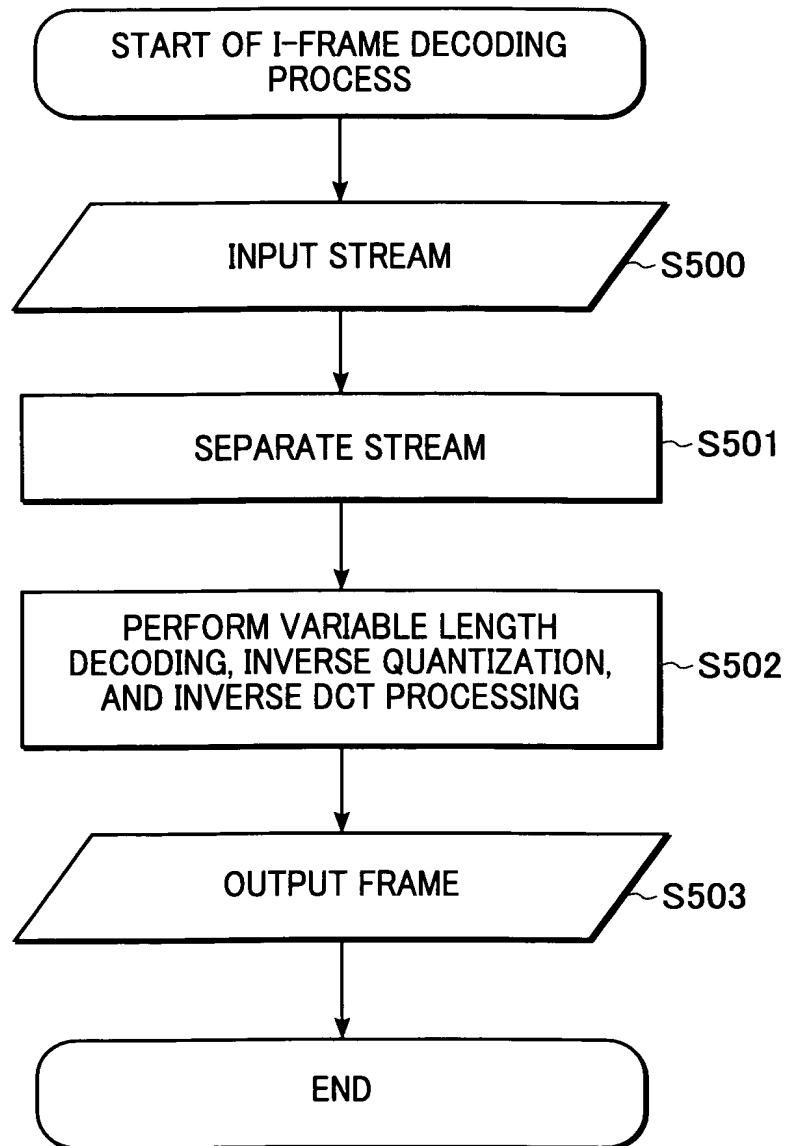 START OF I-FRAME DECODING
PROCESS
INPUT STREAM
S500
SEPARATE STREAM
S501
PERFORM VARIABLE LENGTH
DECODING, INVERSE QUANTIZATION,
AND INVERSE DCT PROCESSING
S502
OUTPUT FRAME
S503
END